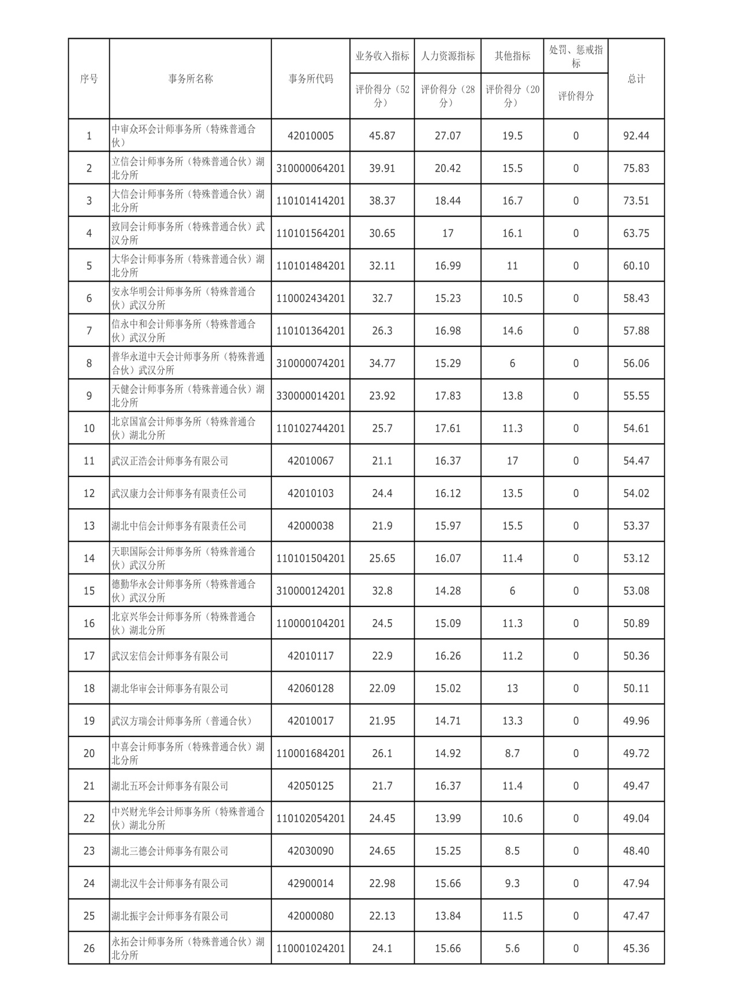 序号 事务所名称 事务所代码 业务收入指标 人力资源指标 其他指标 处罚、惩戒指
标 总计
评价得分（52
分） 评价得分（28
分） 评价得分（20
分） 评价得分
1 中审众环会计师事务所（特殊普通合
伙） 42010005 45.87 27.07 19.5 0 92.44
2 立信会计师事务所（特殊普通合伙）湖
北分所 310000064201 39.91 20.42 15.5 0 75.83
3 大信会计师事务所（特殊普通合伙）湖
北分所 110101414201 38.37 18.44 16.7 0 73.51
4 致同会计师事务所（特殊普通合伙）武
汉分所 110101564201 30.65 17 16.1 0 63.75
5 大华会计师事务所（特殊普通合伙）湖
北分所 110101484201 32.11 16.99 11 0 60.10
6 安永华明会计师事务所（特殊普通合
伙）武汉分所 110002434201 32.7 15.23 10.5 0 58.43
7 信永中和会计师事务所（特殊普通合
伙）武汉分所 110101364201 26.3 16.98 14.6 0 57.88
8 普华永道中天会计师事务所（特殊普通
合伙）武汉分所 310000074201 34.77 15.29 6 0 56.06
9 天健会计师事务所（特殊普通合伙）湖
北分所 330000014201 23.92 17.83 13.8 0 55.55
10 北京国富会计师事务所（特殊普通合
伙）湖北分所 110102744201 25.7 17.61 11.3 0 54.61
11 武汉正浩会计师事务有限公司 42010067 21.1 16.37 17 0 54.47
12 武汉康力会计师事务有限责任公司 42010103 24.4 16.12 13.5 0 54.02
13 湖北中信会计师事务有限责任公司 42000038 21.9 15.97 15.5 0 53.37
14 天职国际会计师事务所（特殊普通合
伙）武汉分所 110101504201 25.65 16.07 11.4 0 53.12
15 德勤华永会计师事务所（特殊普通合
伙）武汉分所 310000124201 32.8 14.28 6 0 53.08
16 北京兴华会计师事务所（特殊普通合
伙）湖北分所 110000104201 24.5 15.09 11.3 0 50.89
17 武汉宏信会计师事务有限公司 42010117 22.9 16.26 11.2 0 50.36
18 湖北华审会计师事务有限公司 42060128 22.09 15.02 13 0 50.11
19 武汉方瑞会计师事务所（普通合伙） 42010017 21.95 14.71 13.3 0 49.96
20 中喜会计师事务所（特殊普通合伙）湖
北分所 110001684201 26.1 14.92 8.7 0 49.72
21 湖北五环会计师事务有限公司 42050125 21.7 16.37 11.4 0 49.47
22 中兴财光华会计师事务所（特殊普通合
伙）湖北分所 110102054201 24.45 13.99 10.6 0 49.04
23 湖北三德会计师事务有限公司 42030090 24.65 15.25 8.5 0 48.40
24 湖北汉牛会计师事务有限公司 42900014 22.98 15.66 9.3 0 47.94
25 湖北振宇会计师事务有限公司 42000080 22.13 13.84 11.5 0 47.47
26 永拓会计师事务所（特殊普通合伙）湖
北分所 110001024201 24.1 15.66 5.6 0 45.36